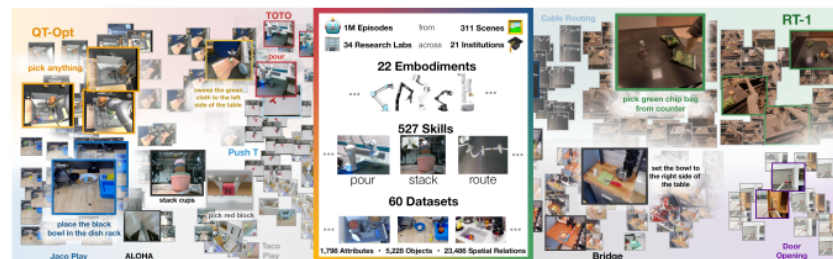 QT-Opt
pick anything
TOTO
pour
sweep the green
cloth to the left
side of the table
Push T
place the black
bowl in the dish rack
stack cups
pick red block
Jaco Play
ALOHA
Taco
Play
1M Episodes from 311 Scenes
34 Research Labs across 21 Institutions
22 Embodiments
527 Skills
pour stack route
60 Datasets
1,798 Attributes • 5,228 Objects • 23,486 Spatial Relations
Cable Routing
RT-1
pick green chip bag
from counter
set the bowl to
the right side of
the table
Bridge
Door
Opening